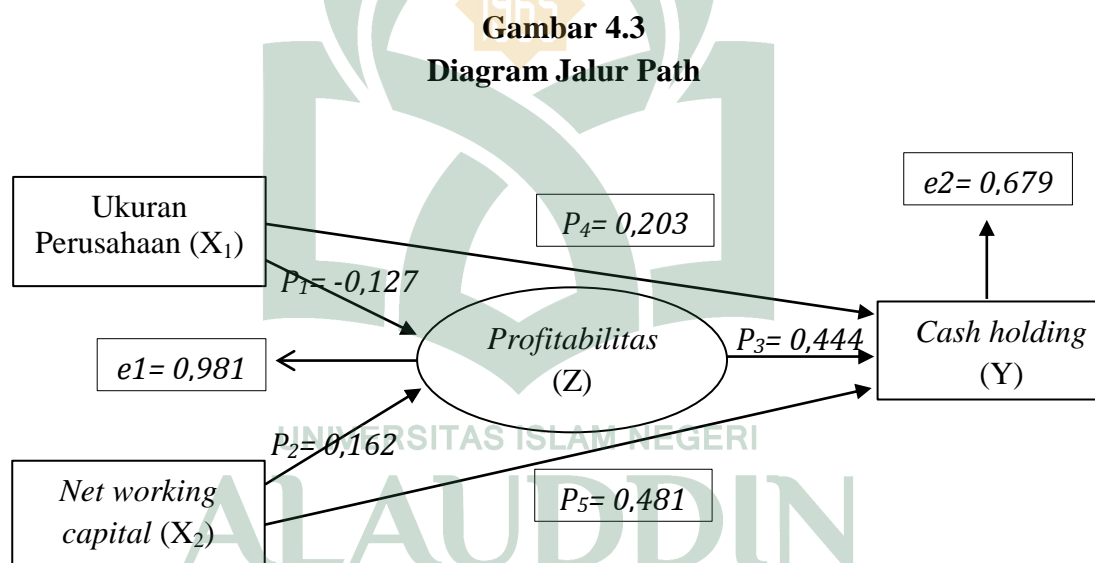 1965
Gambar 4.3
Diagram Jalur Path
e2= 0,679
Ukuran
Perusahaan (X₁)
P₄= 0,203
P₁= -0,127
Profitabilitas
(Z)
P₃= 0,444
Cash holding
(Y)
e1= 0,981
UNIVERSITAS ISLAM NEGERI
P₂= 0,162
Net working
capital (X₂)
P₅= 0,481
ALAUDDIN